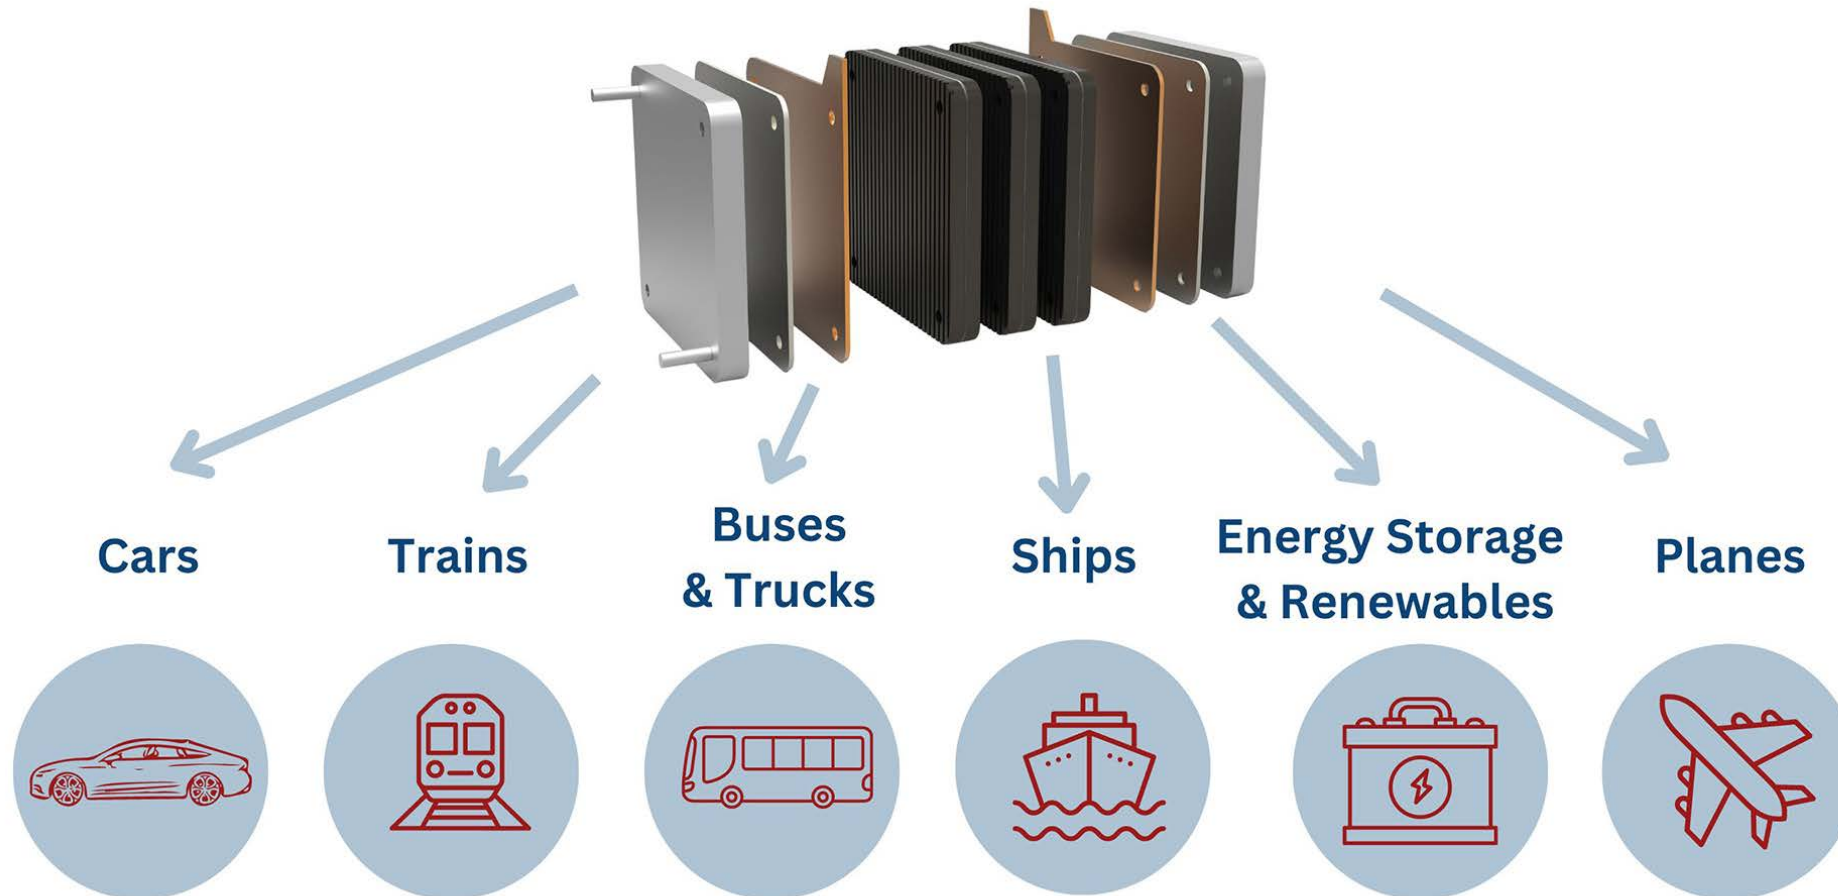 Cars
Trains
Buses
& Trucks
Ships
Energy Storage
& Renewables
Planes